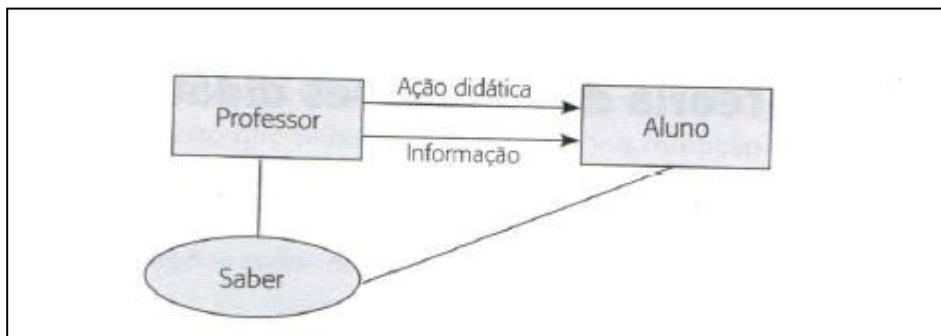 Ação didática
Professor
Aluno
Informação
Saber